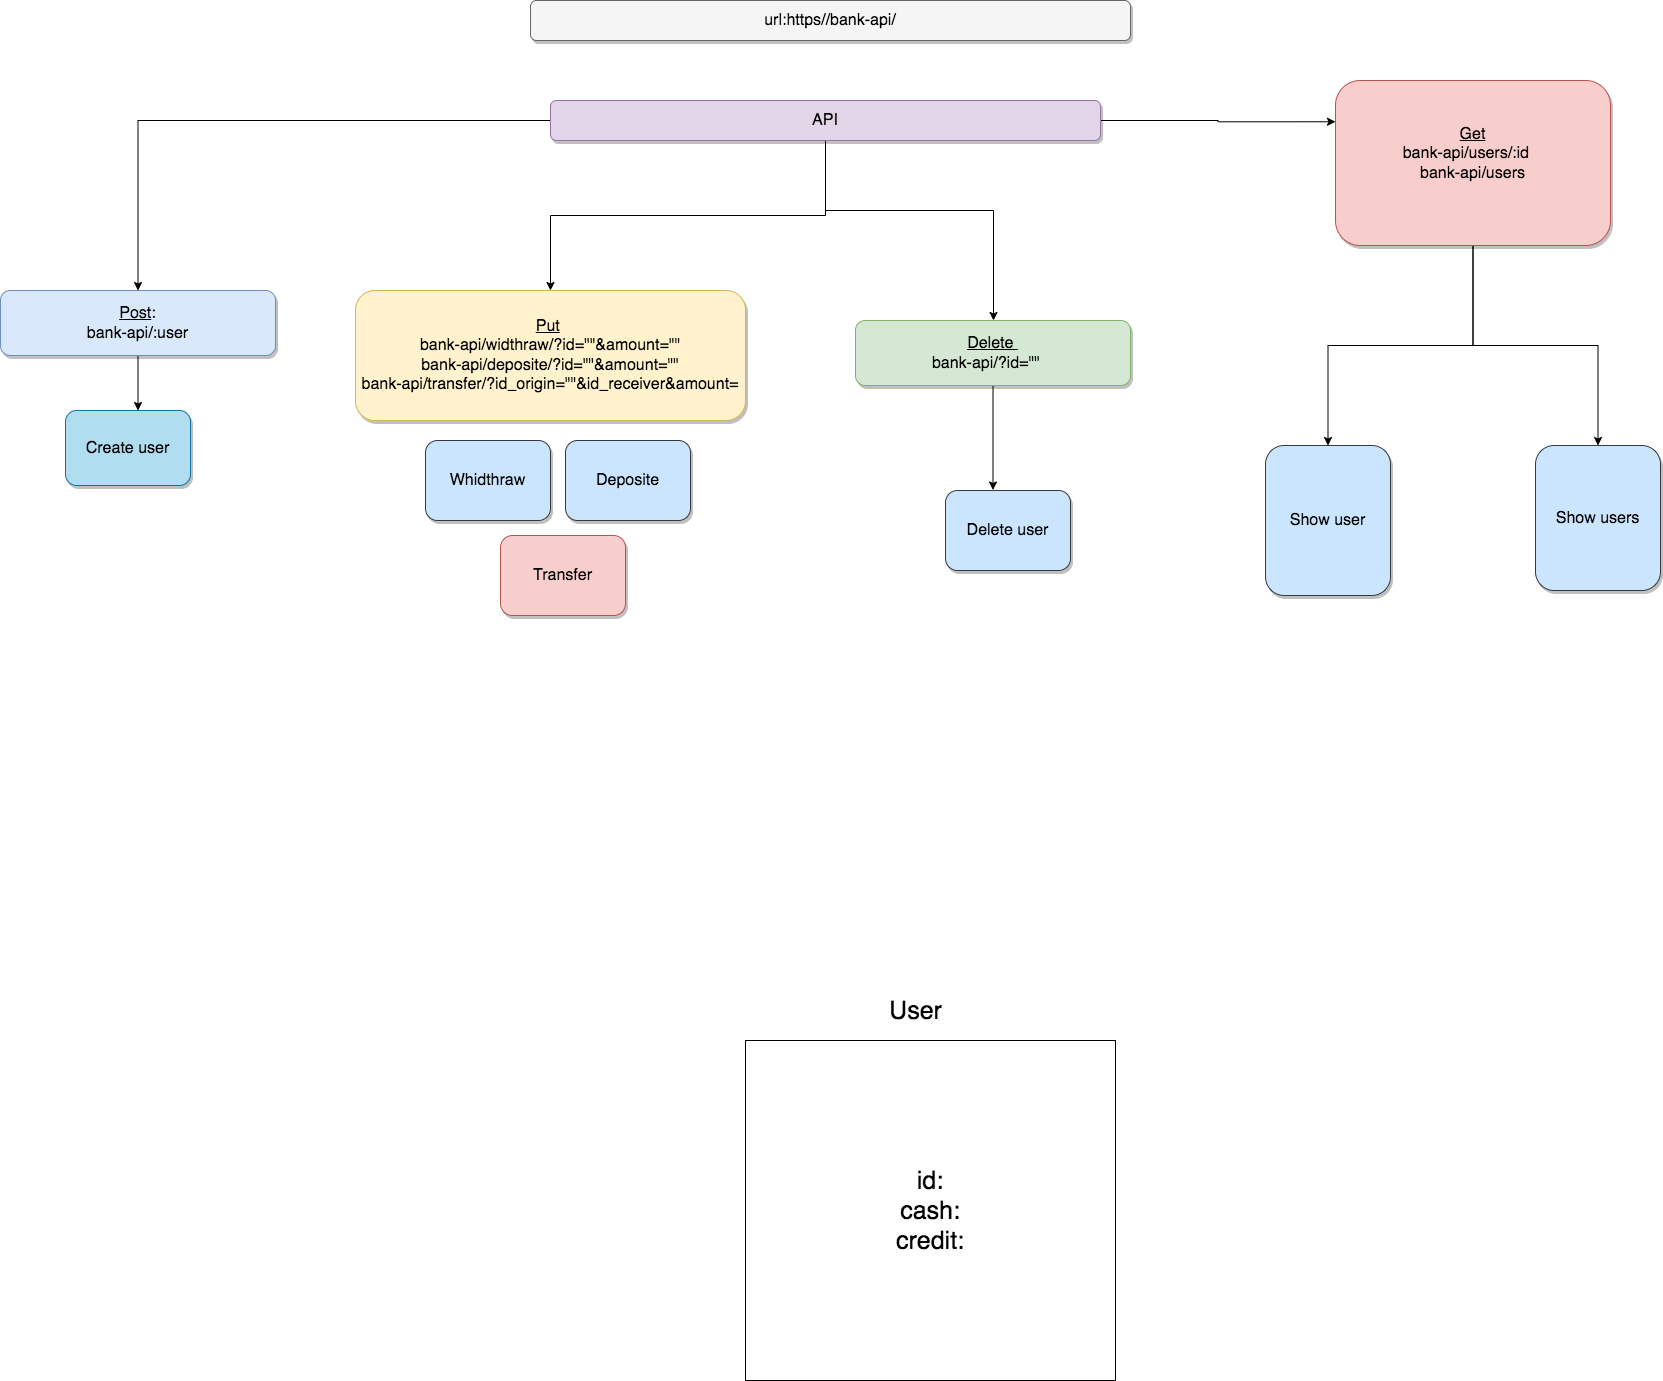 url:https//bank-api/
API
Get
bank-api/users/:id
bank-api/users
Post:
bank-api/:user
Put
bank-api/widthraw/?id=""&amount=""
bank-api/deposite/?id=""&amount=""
bank-api/transfer/?id_origin=""&id_receiver&amount=
Delete
bank-api/?id=""
Create user
Whidthraw
Deposite
Transfer
Delete user
Show user
Show users
User
id:
cash:
credit: